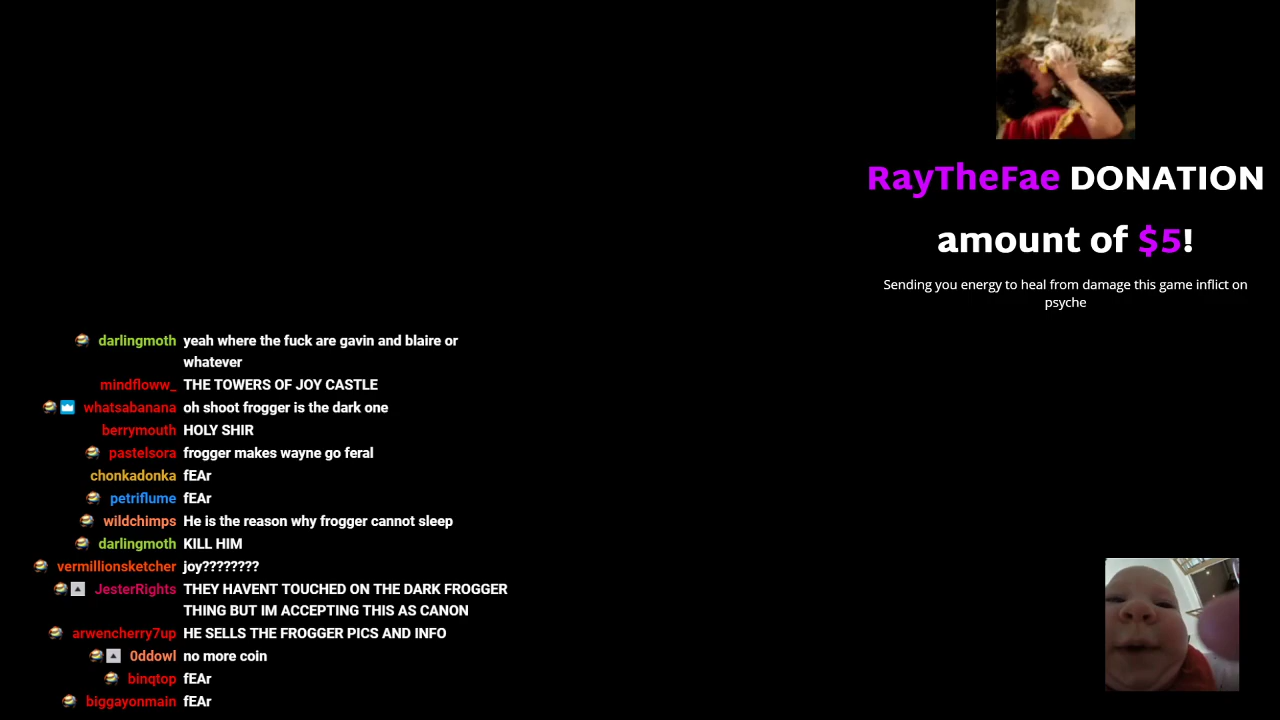 RayTheFae DONATION
amount of $5!
Sending you energy to heal from damage this game inflict on
psyche
darlingmoth yeah where the fuck are gavin and blaire or
whatever
mindfloww_ THE TOWERS OF JOY CASTLE
whatsabanana oh shoot frogger is the dark one
berrymouth HOLY SHIR
pastelsora frogger makes wayne go feral
chonkadonka fEAr
petriflume fEAr
wildchimps He is the reason why frogger cannot sleep
darlingmoth KILL HIM
vermillionsketcher joy????????
JesterRights THEY HAVENT TOUCHED ON THE DARK FROGGER
THING BUT IM ACCEPTING THIS AS CANON
arwencherry7up HE SELLS THE FROGGER PICS AND INFO
0ddowl no more coin
binqtop fEAr
biggayonmain fEAr